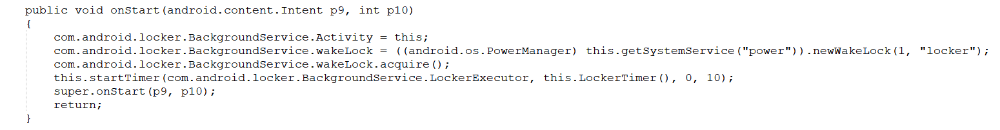 public void onStart(android.content.Intent p9, int p10)
{
    com.android.locker.BackgroundService.Activity = this;
    com.android.locker.BackgroundService.wakeLock = ((android.os.PowerManager) this.getSystemService("power")).newWakeLock(1, "locker");
    com.android.locker.BackgroundService.wakeLock.acquire();
    this.startTimer(com.android.locker.BackgroundService.LockerExecutor, this.LockerTimer(), 0, 10);
    super.onStart(p9, p10);
    return;
}